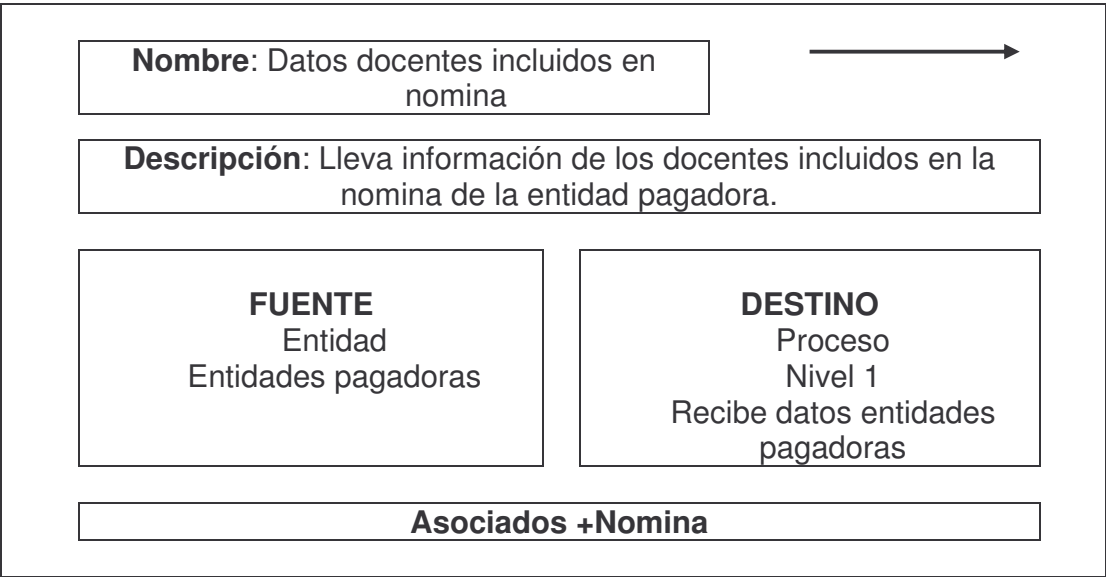 Nombre: Datos docentes incluidos en
nomina
Descripción: Lleva información de los docentes incluidos en la
nomina de la entidad pagadora.
FUENTE
Entidad
Entidades pagadoras
DESTINO
Proceso
Nivel 1
Recibe datos entidades
pagadoras
Asociados +Nomina